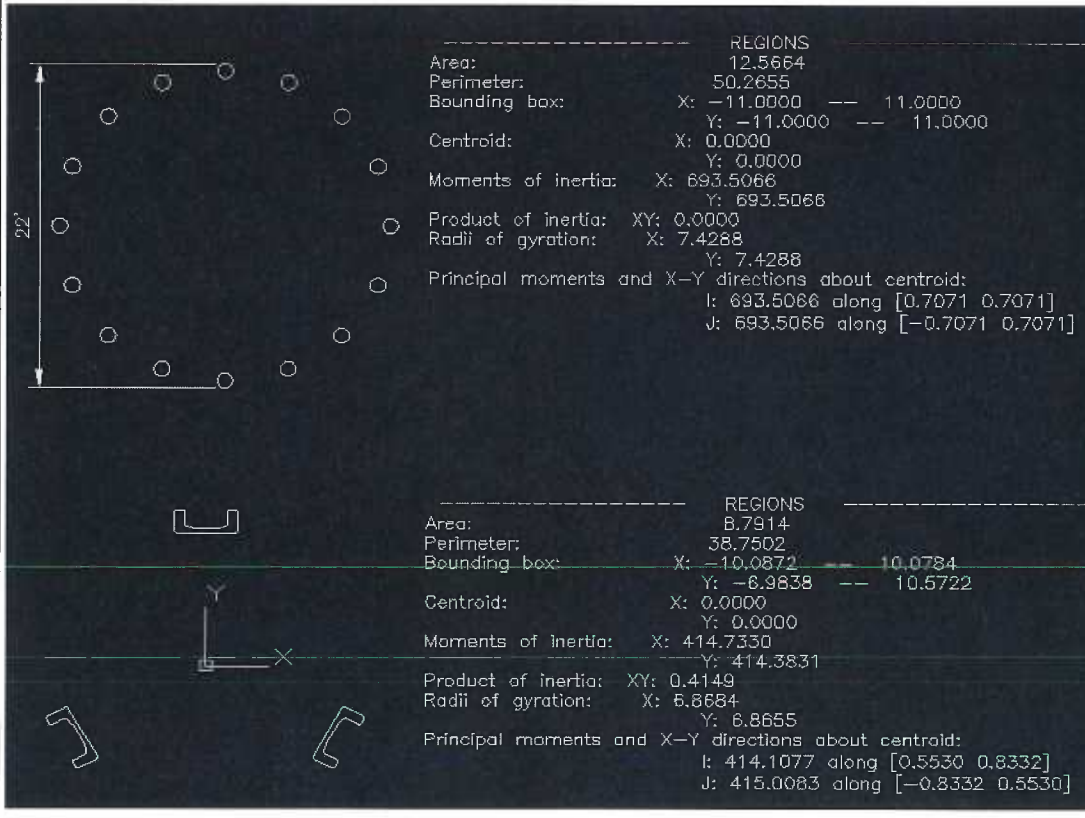 REGIONS
Area: 12.5664
Perimeter: 50.2655
Bounding box: X: -11.0000 -- 11.0000
Y: -11.0000 -- 11.0000
Centroid: X: 0.0000
Y: 0.0000
Moments of inertia: X: 693.5066
Y: 693.5066
Product of inertia: XY: 0.0000
Radii of gyration: X: 7.4288
Y: 7.4288
Principal moments and X-Y directions about centroid:
I: 693.5066 along [0.7071 0.7071]
J: 693.5066 along [-0.7071 0.7071]
22'
REGIONS
Area: 8.7914
Perimeter: 38.7502
Bounding box: X: -10.0872 -- 10.0784
Y: -6.9838 -- 10.5722
Centroid: X: 0.0000
Y: 0.0000
Moments of inertia: X: 414.7330
Y: 414.3831
Product of inertia: XY: 0.4149
Radii of gyration: X: 6.8684
Y: 6.8655
Principal moments and X-Y directions about centroid:
I: 414.1077 along [0.5530 0.8332]
J: 415.0083 along [-0.8332 0.5530]
Y
X